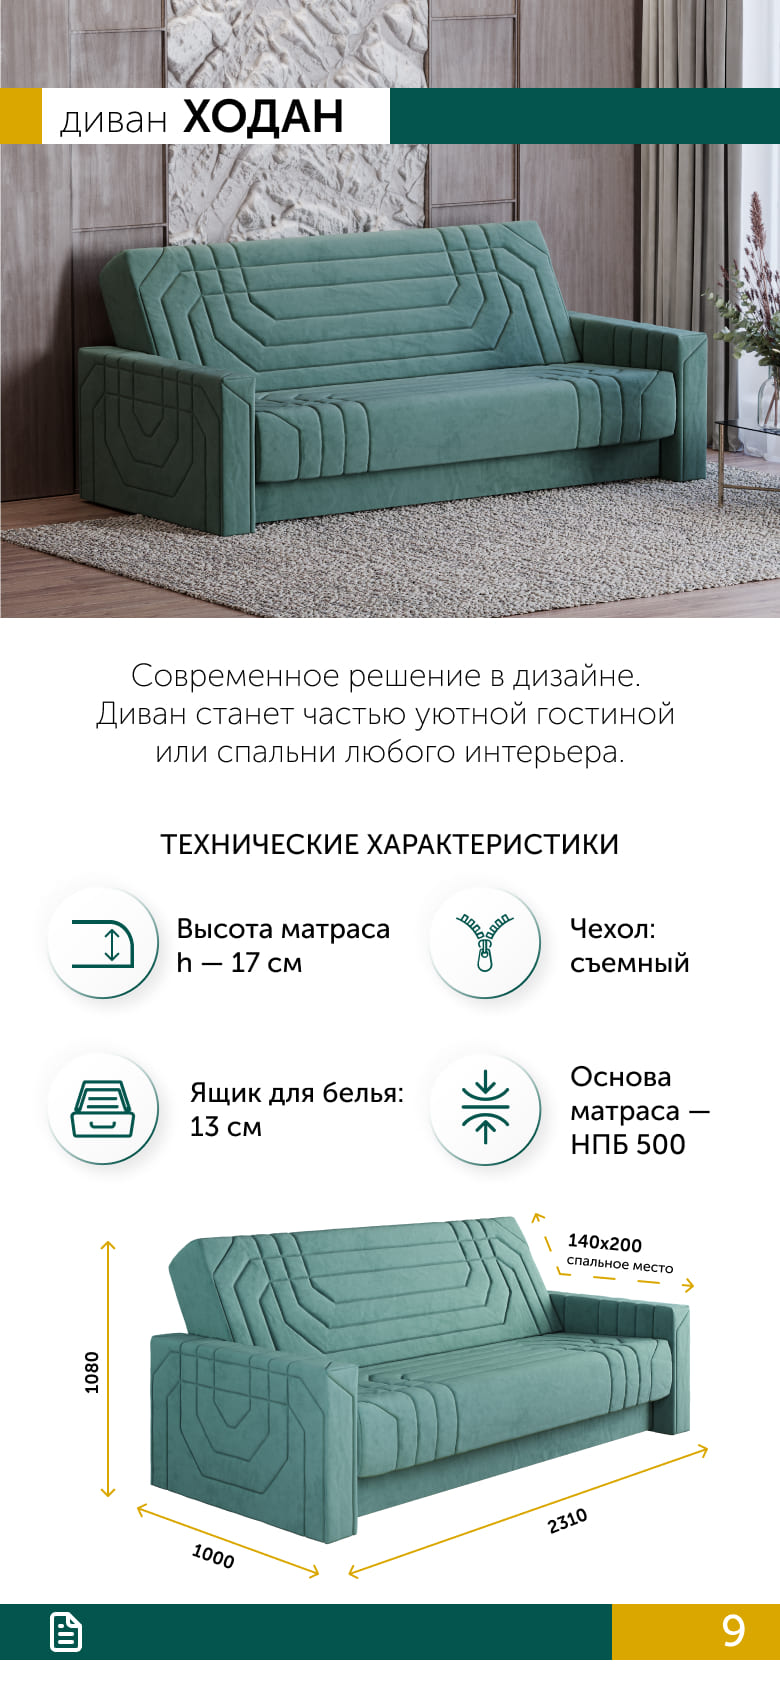 диван ХОДАН
Современное решение в дизайне.
Диван станет частью уютной гостиной
или спальни любого интерьера.
ТЕХНИЧЕСКИЕ ХАРАКТЕРИСТИКИ
Высота матраса
h — 17 см
Чехол:
съемный
Ящик для белья:
13 см
Основа
матраса —
НПБ 500
140x200
спальное место
1080
1000
2310
9